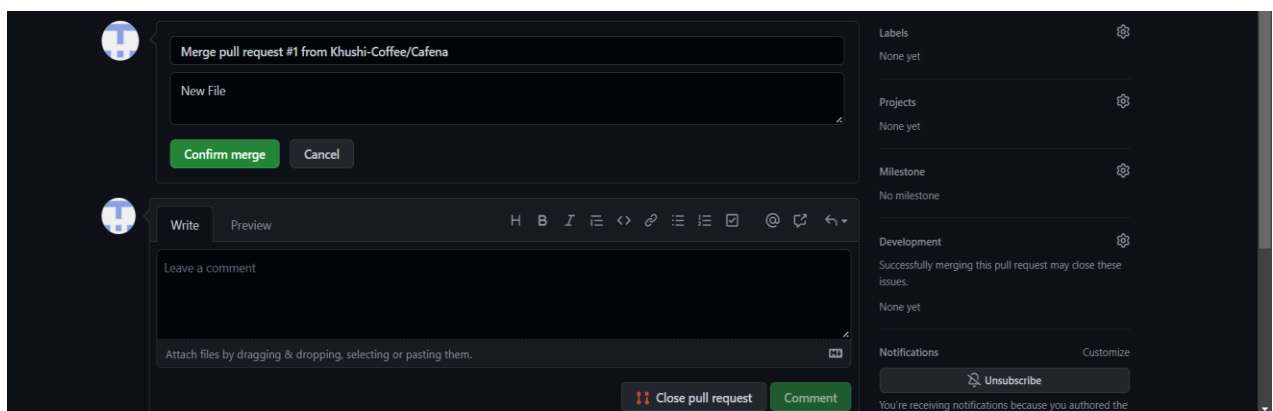 Merge pull request #1 from Khushi-Coffee/Cafena
New File
Confirm merge
Cancel
Write
Preview
Leave a comment
Attach files by dragging & dropping, selecting or pasting them.
Close pull request
Comment
Labels
None yet
Projects
None yet
Milestone
No milestone
Development
Successfully merging this pull request may close these
issues.
None yet
Notifications
Customize
Unsubscribe
You're receiving notifications because you authored the